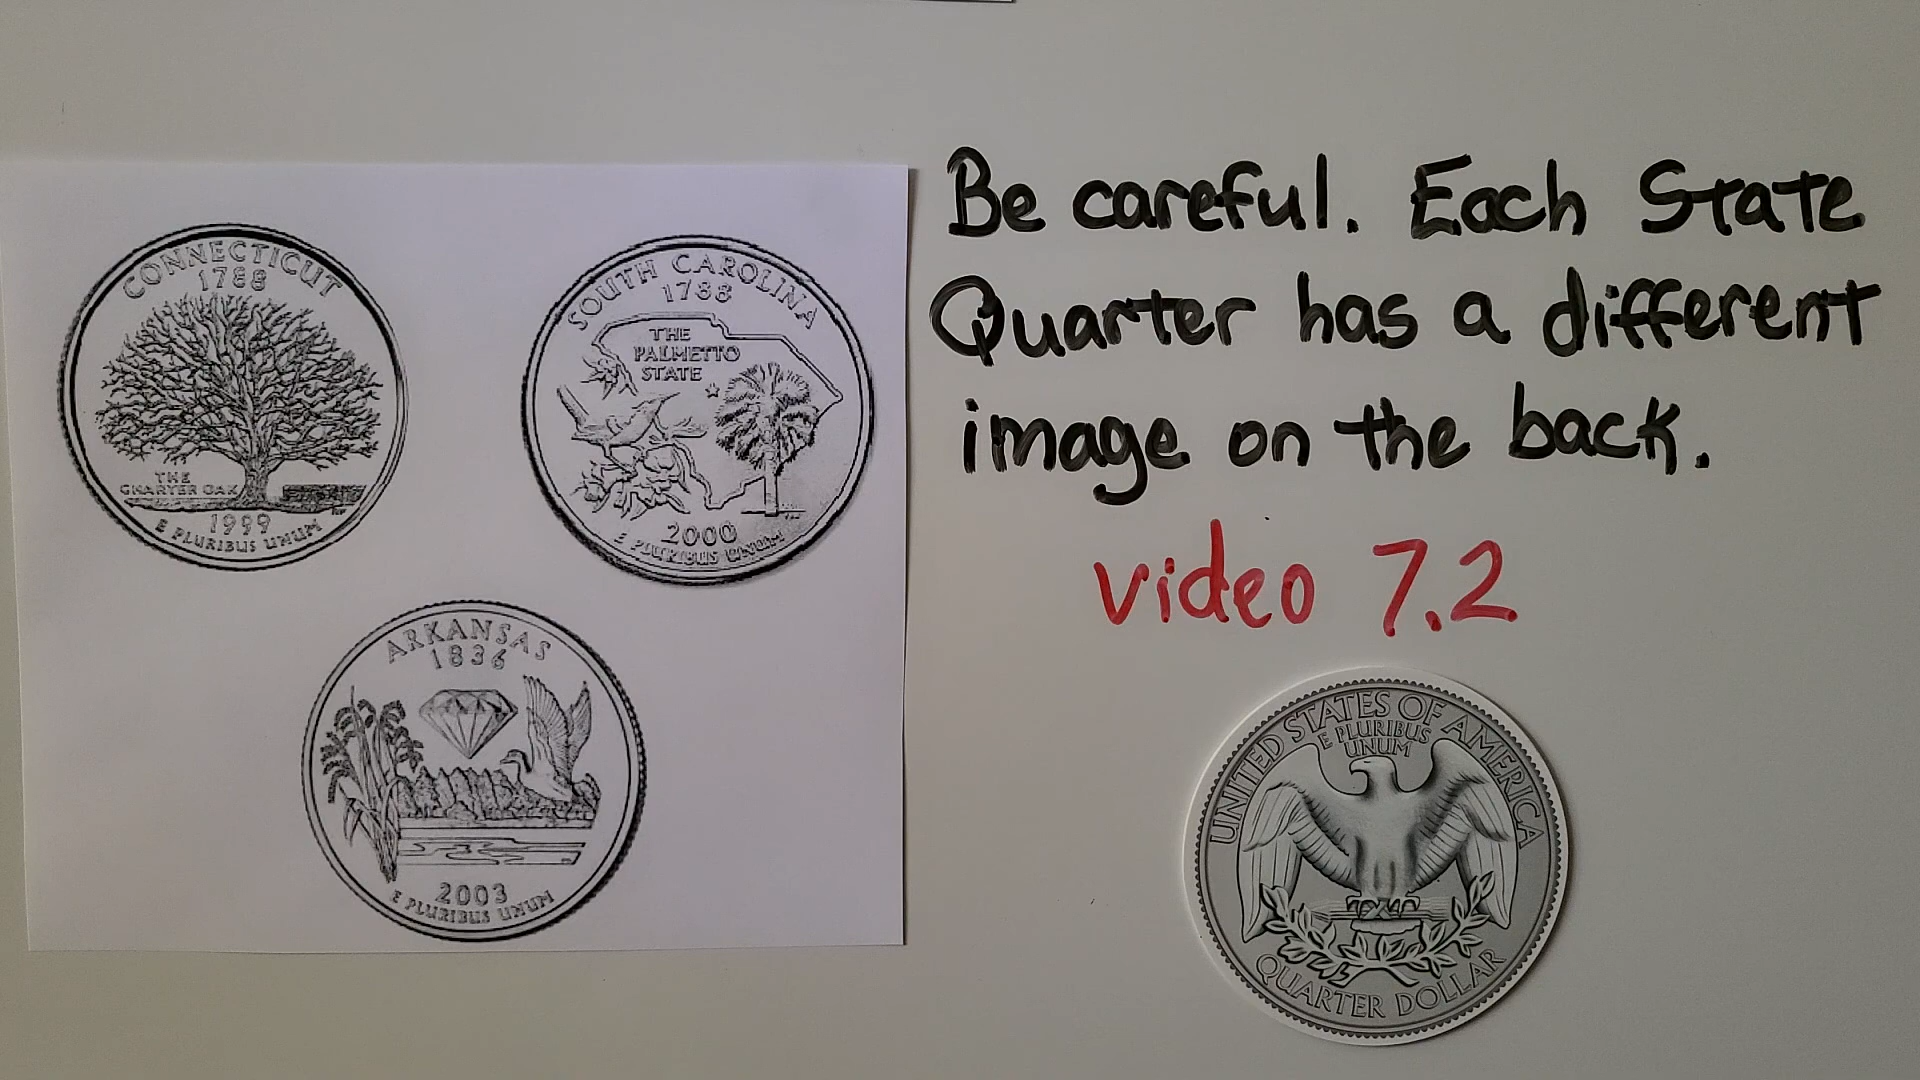 CONNECTICUT
1788
THE
CHARTER OAK
1999
E PLURIBUS UNUM
SOUTH CAROLINA
1788
THE
PALMETTO
STATE
2000
E PLURIBUS UNUM
ARKANSAS
1836
2003
E PLURIBUS UNUM
Be careful. Each State
Quarter has a different
image on the back.
video 7.2
UNITED STATES OF AMERICA
E PLURIBUS
UNUM
QUARTER DOLLAR